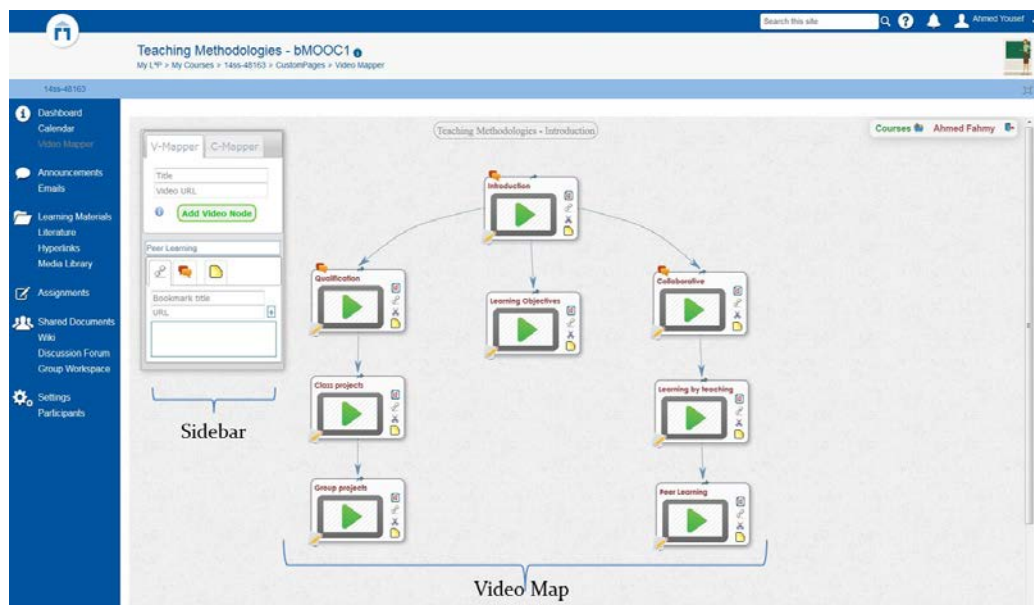 Search this site
Ahmed Yousef
Teaching Methodologies - bMOOC1
My L²P > My Courses > 14ss-48163 > CustomPages > Video Mapper
14ss-48163
Dashboard
Calendar
Video Mapper
Announcements
Emails
Learning Materials
Literature
Hyperlinks
Media Library
Assignments
Shared Documents
Wiki
Discussion Forum
Group Workspace
Settings
Participants
V-Mapper C-Mapper
Title
Video URL
Add Video Node
Peer Learning
Bookmark title
URL
Sidebar
Teaching Methodologies - Introduction
Courses Ahmed Fahmy
Introduction
Qualification
Learning Objectives
Collaborative
Class projects
Learning by teaching
Group projects
Peer Learning
Video Map